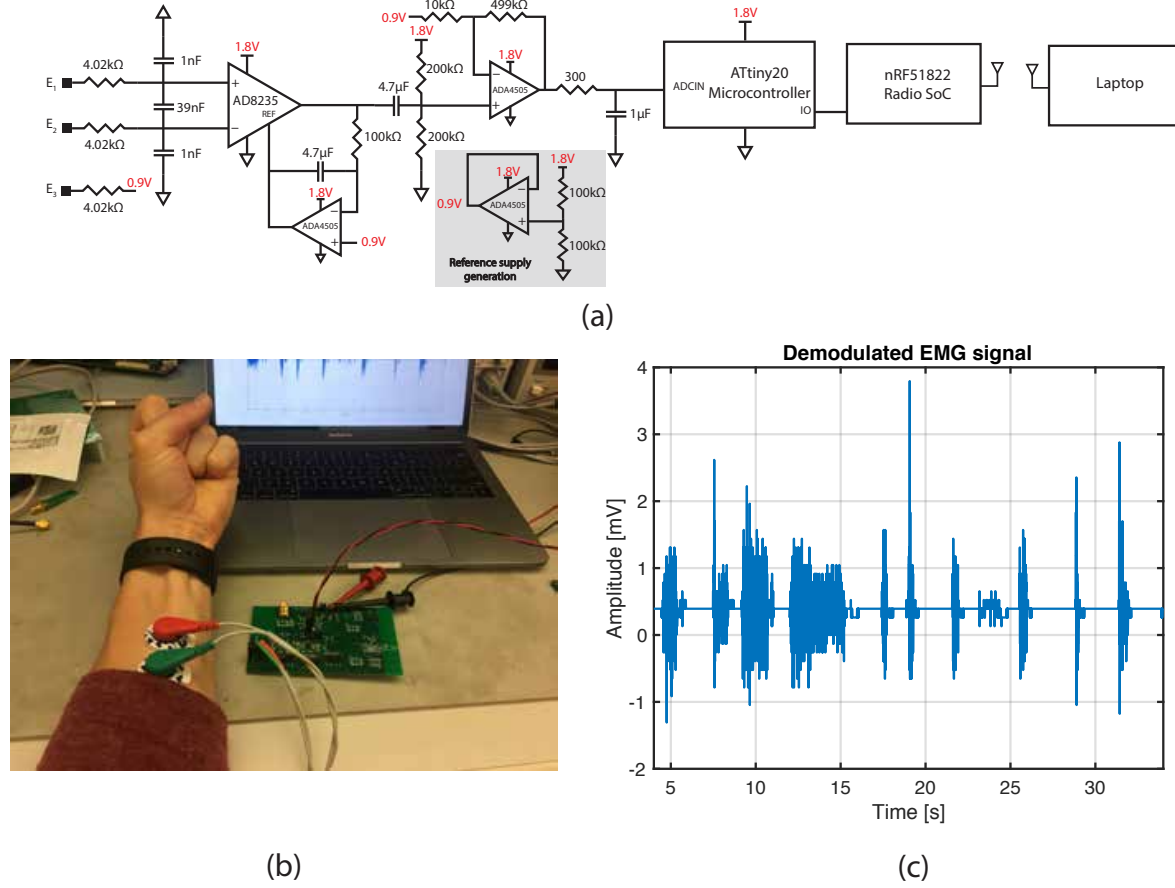 10kΩ
499kΩ
0.9V
1.8V
1.8V
1.8V
1.8V
1nF
4.02kΩ
E₁
+
AD8235
REF
−
39nF
E₂
4.02kΩ
1nF
E₃
4.02kΩ
0.9V
4.7µF
100kΩ
4.7µF
1.8V
−
ADA4505
+
0.9V
200kΩ
200kΩ
−
ADA4505
+
300
1µF
1.8V
1.8V
−
ADA4505
+
0.9V
100kΩ
100kΩ
Reference supply
generation
ADCIN
ATtiny20
Microcontroller
IO
nRF51822
Radio SoC
Laptop
(a)
Demodulated EMG signal
4
3
2
1
0
-1
-2
Amplitude [mV]
5
10
15
20
25
30
Time [s]
(b)
(c)